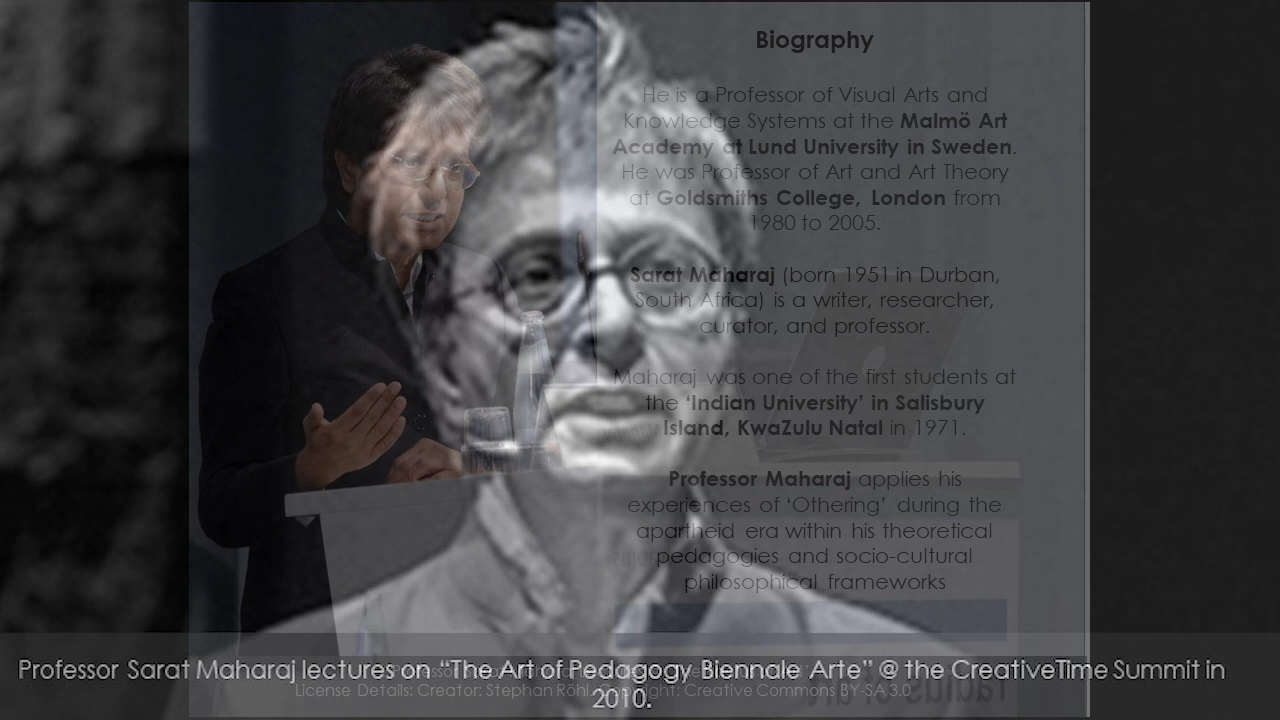 Biography
He is a Professor of Visual Arts and
Knowledge Systems at the Malmö Art
Academy at Lund University in Sweden.
He was Professor of Art and Art Theory
at Goldsmiths College, London from
1980 to 2005.
Sarat Maharaj (born 1951 in Durban,
South Africa) is a writer, researcher,
curator, and professor.
Maharaj was one of the first students at
the ‘Indian University’ in Salisbury
Island, KwaZulu Natal in 1971.
Professor Maharaj applies his
experiences of ‘Othering’ during the
apartheid era within his theoretical
pedagogies and socio-cultural
philosophical frameworks
Professor Sarat Maharaj lectures on “The Art of Pedagogy Biennale Arte” @ the CreativeTime Summit in
2010.
License Details: Creator: Stephan Röhl. Copyright: Creative Commons BY-SA 3.0
radius of art